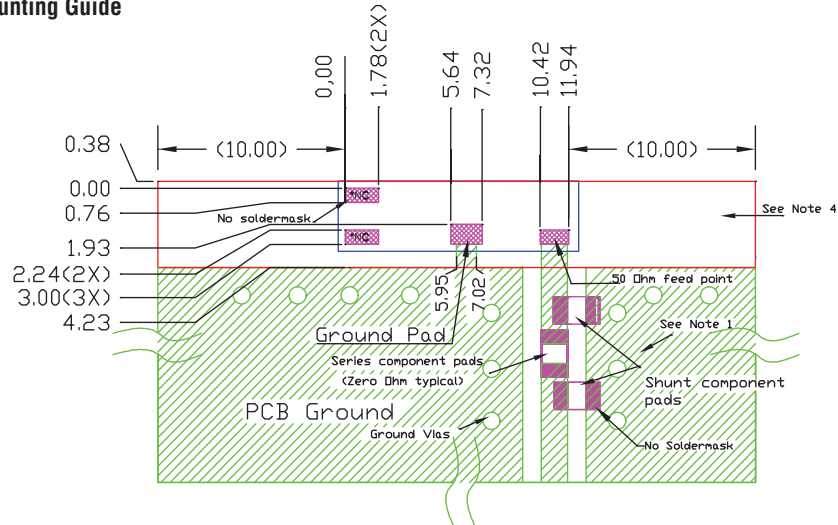 unting Guide
0,00
1.78(2X)
5.64
7.32
10.42
11.94
0.38
(10.00)
(10.00)
0.00
0.76
1.93
2.24(2X)
3.00(3X)
4.23
*NC
No soldermask
*NC
See Note 4
5.95
7.02
50 Ohm feed point
Ground Pad
See Note 1
Series component pads
(Zero Ohm typical)
Shunt component
pads
PCB Ground
Ground Vias
No Soldermask